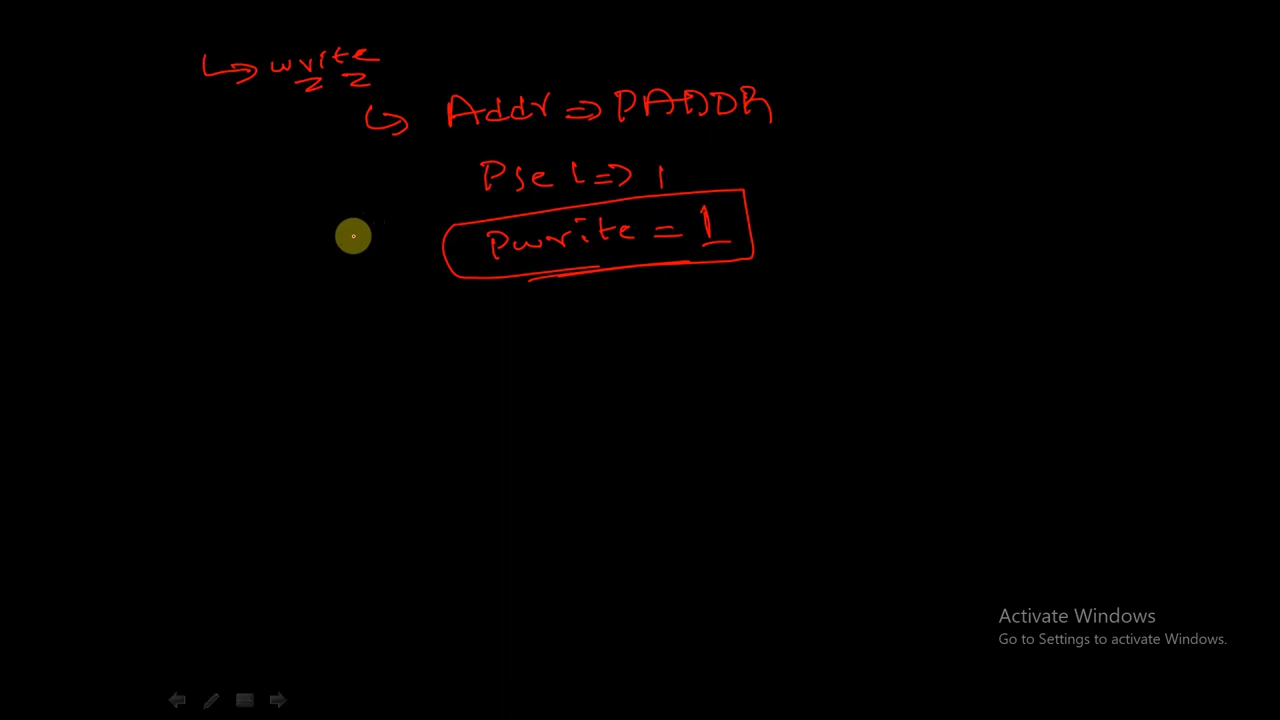 ↳ write
↳ Addr ⇒ PADDR
Psel ⇒ 1
Pwrite = 1
Activate Windows
Go to Settings to activate Windows.